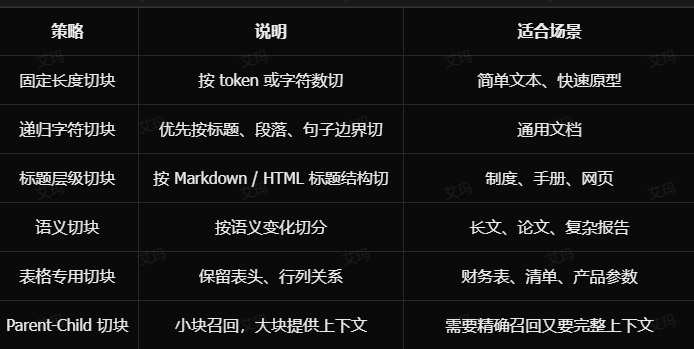 策略 说明 适合场景
固定长度切块 按 token 或字符数切 简单文本、快速原型
递归字符切块 优先按标题、段落、句子边界切 通用文档
标题层级切块 按 Markdown / HTML 标题结构切 制度、手册、网页
语义切块 按语义变化切分 长文、论文、复杂报告
表格专用切块 保留表头、行列关系 财务表、清单、产品参数
Parent-Child 切块 小块召回，大块提供上下文 需要精确召回又要完整上下文
艾玛